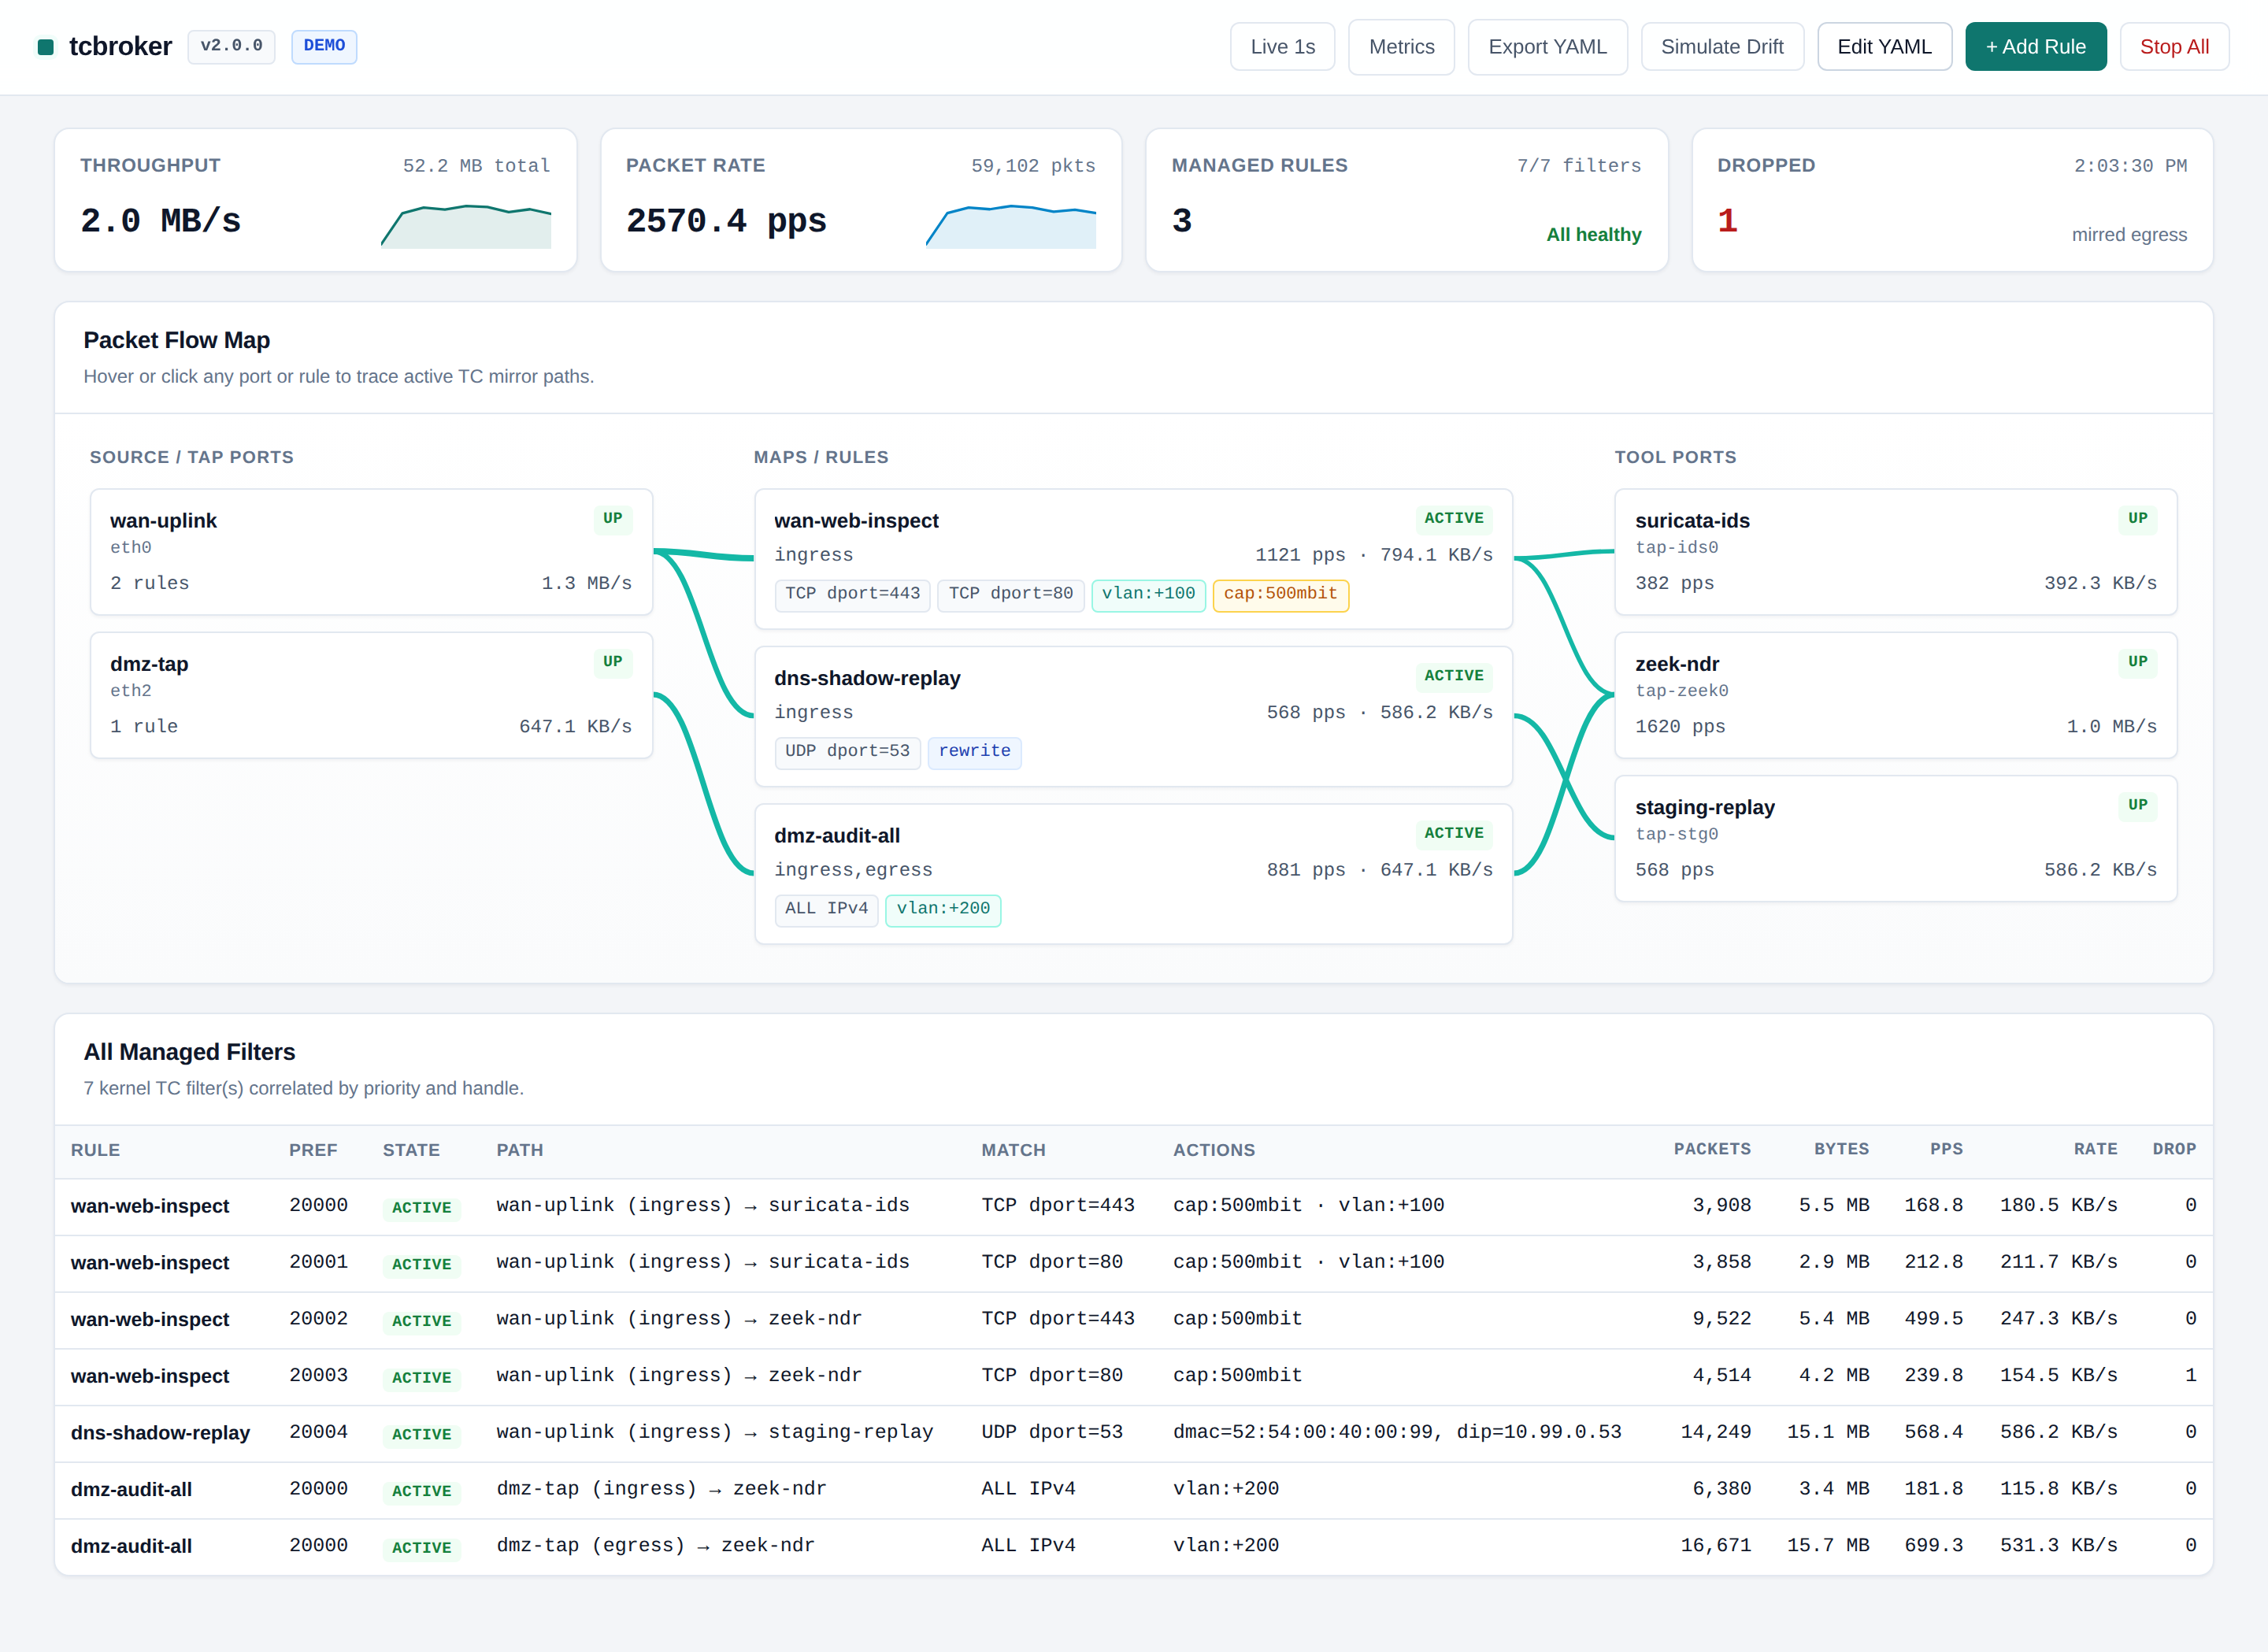 tcbroker v2.0.0 DEMO Live 1s Metrics Export YAML Simulate Drift Edit YAML + Add Rule Stop All
THROUGHPUT 52.2 MB total
2.0 MB/s
PACKET RATE 59,102 pkts
2570.4 pps
MANAGED RULES 7/7 filters
3 All healthy
DROPPED 2:03:30 PM
1 mirred egress
Packet Flow Map
Hover or click any port or rule to trace active TC mirror paths.
SOURCE / TAP PORTS
wan-uplink UP
eth0
2 rules 1.3 MB/s
dmz-tap UP
eth2
1 rule 647.1 KB/s
MAPS / RULES
wan-web-inspect ACTIVE
ingress 1121 pps · 794.1 KB/s
TCP dport=443 TCP dport=80 vlan:+100 cap:500mbit
dns-shadow-replay ACTIVE
ingress 568 pps · 586.2 KB/s
UDP dport=53 rewrite
dmz-audit-all ACTIVE
ingress,egress 881 pps · 647.1 KB/s
ALL IPv4 vlan:+200
TOOL PORTS
suricata-ids UP
tap-ids0
382 pps 392.3 KB/s
zeek-ndr UP
tap-zeek0
1620 pps 1.0 MB/s
staging-replay UP
tap-stg0
568 pps 586.2 KB/s
All Managed Filters
7 kernel TC filter(s) correlated by priority and handle.
RULE PREF STATE PATH MATCH ACTIONS PACKETS BYTES PPS RATE DROP
wan-web-inspect 20000 ACTIVE wan-uplink (ingress) → suricata-ids TCP dport=443 cap:500mbit · vlan:+100 3,908 5.5 MB 168.8 180.5 KB/s 0
wan-web-inspect 20001 ACTIVE wan-uplink (ingress) → suricata-ids TCP dport=80 cap:500mbit · vlan:+100 3,858 2.9 MB 212.8 211.7 KB/s 0
wan-web-inspect 20002 ACTIVE wan-uplink (ingress) → zeek-ndr TCP dport=443 cap:500mbit 9,522 5.4 MB 499.5 247.3 KB/s 0
wan-web-inspect 20003 ACTIVE wan-uplink (ingress) → zeek-ndr TCP dport=80 cap:500mbit 4,514 4.2 MB 239.8 154.5 KB/s 1
dns-shadow-replay 20004 ACTIVE wan-uplink (ingress) → staging-replay UDP dport=53 dmac=52:54:00:40:00:99, dip=10.99.0.53 14,249 15.1 MB 568.4 586.2 KB/s 0
dmz-audit-all 20000 ACTIVE dmz-tap (ingress) → zeek-ndr ALL IPv4 vlan:+200 6,380 3.4 MB 181.8 115.8 KB/s 0
dmz-audit-all 20000 ACTIVE dmz-tap (egress) → zeek-ndr ALL IPv4 vlan:+200 16,671 15.7 MB 699.3 531.3 KB/s 0